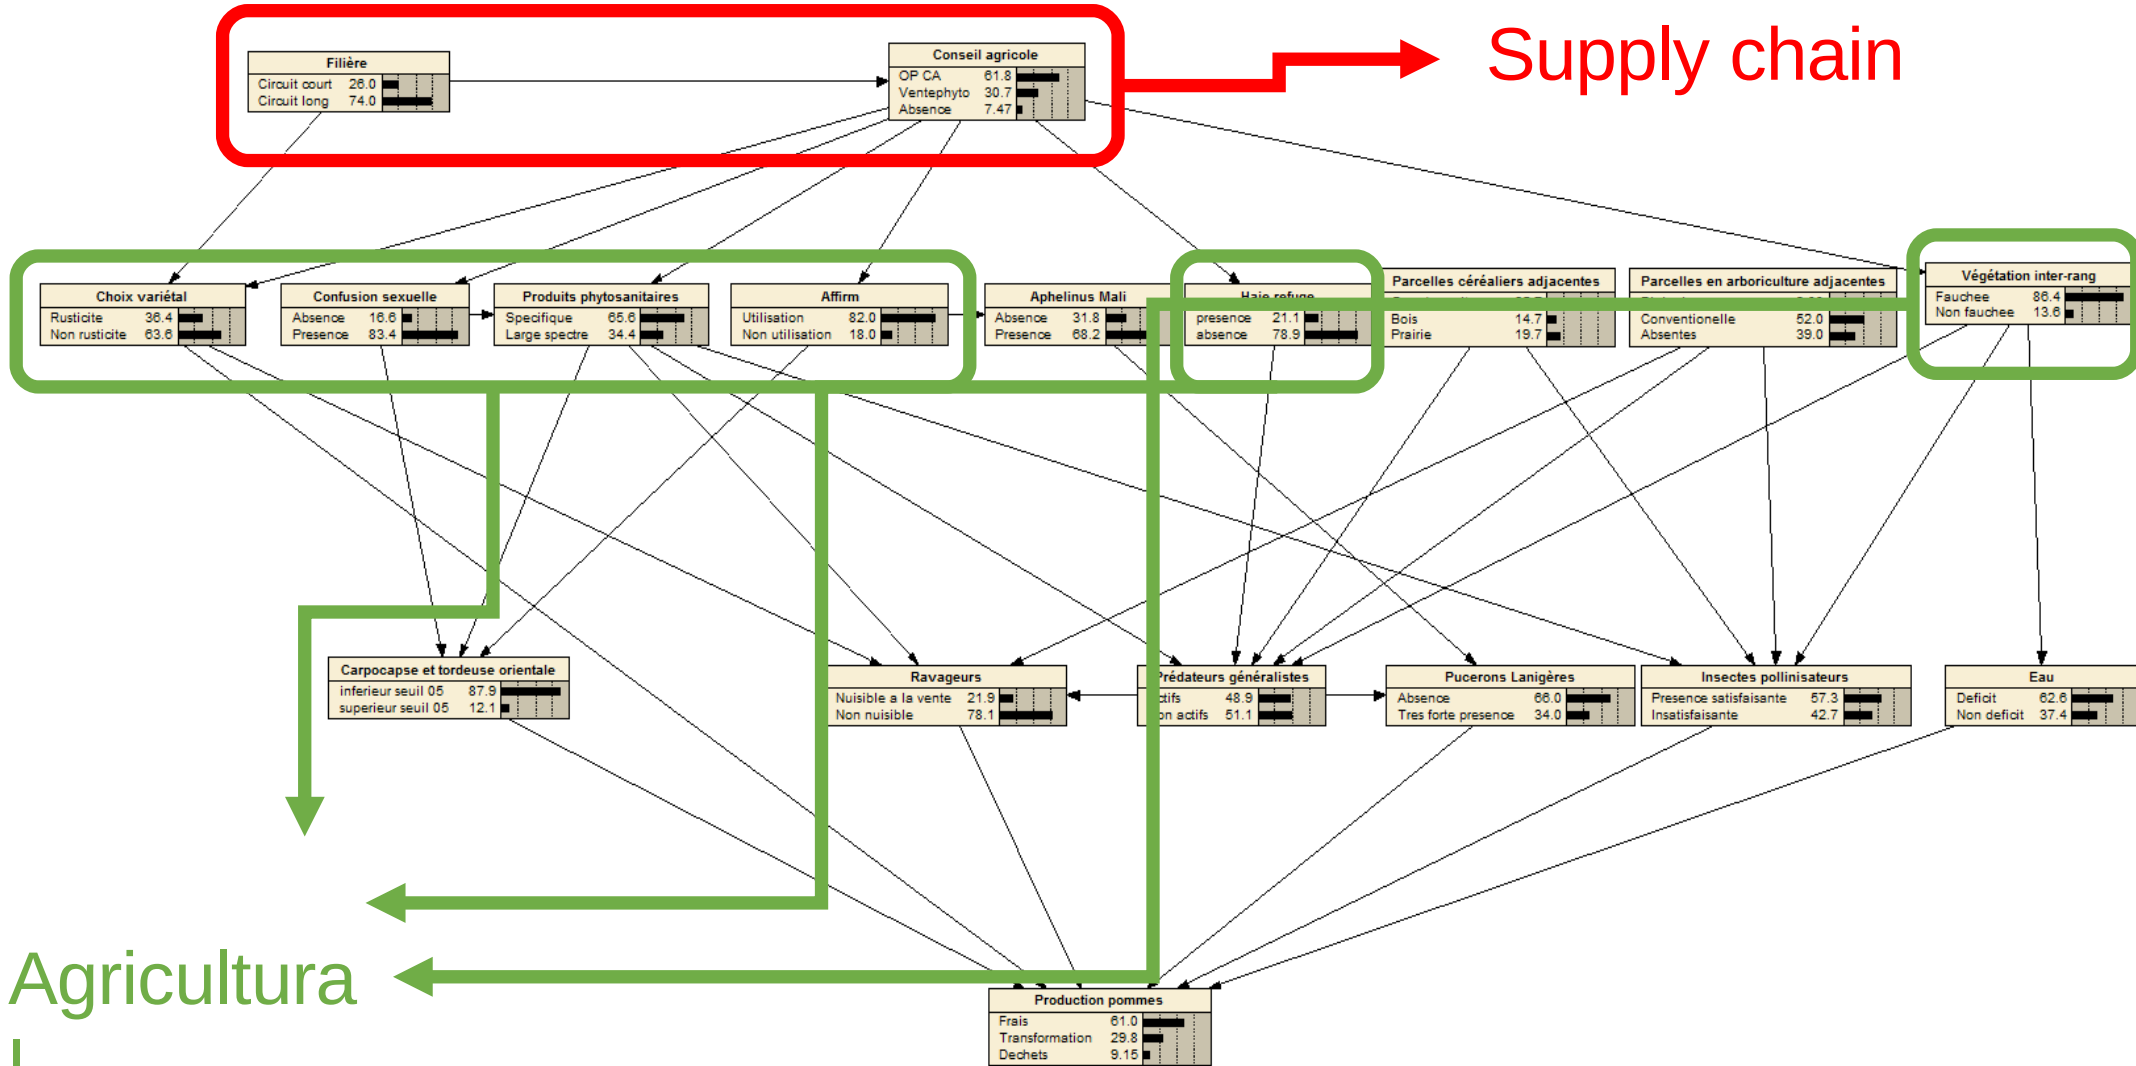 Supply chain
Filière
Circuit court 26.0
Circuit long 74.0
Conseil agricole
OP CA 61.8
Ventephyto 30.7
Absence 7.47
Choix variétal
Rusticite 36.4
Non rusticite 63.6
Confusion sexuelle
Absence 16.6
Presence 83.4
Produits phytosanitaires
Specifique 65.6
Large spectre 34.4
Affirm
Utilisation 82.0
Non utilisation 18.0
Aphelinus Mali
Absence 31.8
Presence 68.2
Haie refuge
presence 21.1
absence 78.9
Parcelles céréaliers adjacentes
Bois 14.7
Prairie 19.7
Parcelles en arboriculture adjacentes
Conventionelle 52.0
Absentes 39.0
Végétation inter-rang
Fauchee 86.4
Non fauchee 13.6
Carpocapse et tordeuse orientale
inferieur seuil 05 87.9
superieur seuil 05 12.1
Ravageurs
Nuisible a la vente 21.9
Non nuisible 78.1
Prédateurs généralistes
ctifs 48.9
on actifs 51.1
Pucerons Lanigères
Absence 66.0
Tres forte presence 34.0
Insectes pollinisateurs
Presence satisfaisante 57.3
Insatisfaisante 42.7
Eau
Deficit 62.6
Non deficit 37.4
Agricultura
l
Production pommes
Frais 61.0
Transformation 29.8
Dechets 9.15